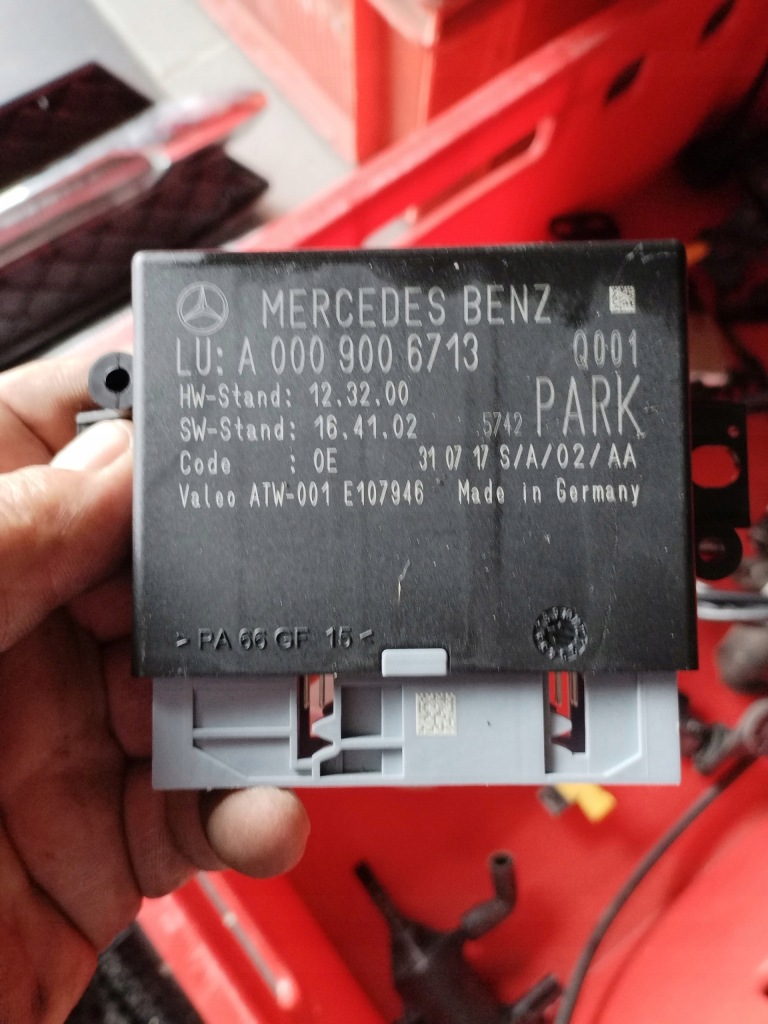 MERCEDES BENZ
LU: A 000 900 6713 Q001
HW-Stand: 12.32.00
SW-Stand: 16.41.02 5742 PARK
Code : 0E 31 07 17 S/A/02/AA
Valeo ATW-001 E107946 Made in Germany
>PA 66 GF 15<